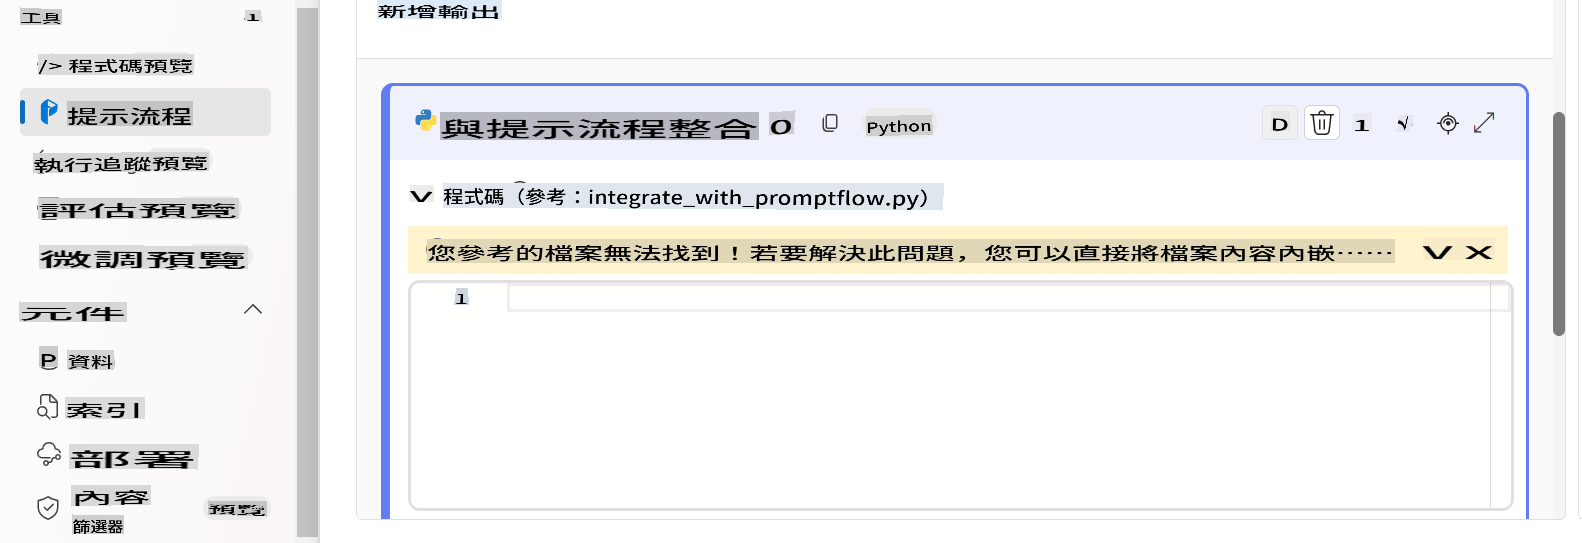 工具 1
/> 程式碼預覽
提示流程
執行追蹤預覽
評估預覽
微調預覽
元件
P 資料
索引
部署
內容
篩選器
預覽
新增輸出
與提示流程整合 O
Python
D
1
√
程式碼（參考：integrate_with_promptflow.py）
您參考的檔案無法找到！若要解決此問題，您可以直接將檔案內容內嵌……
1